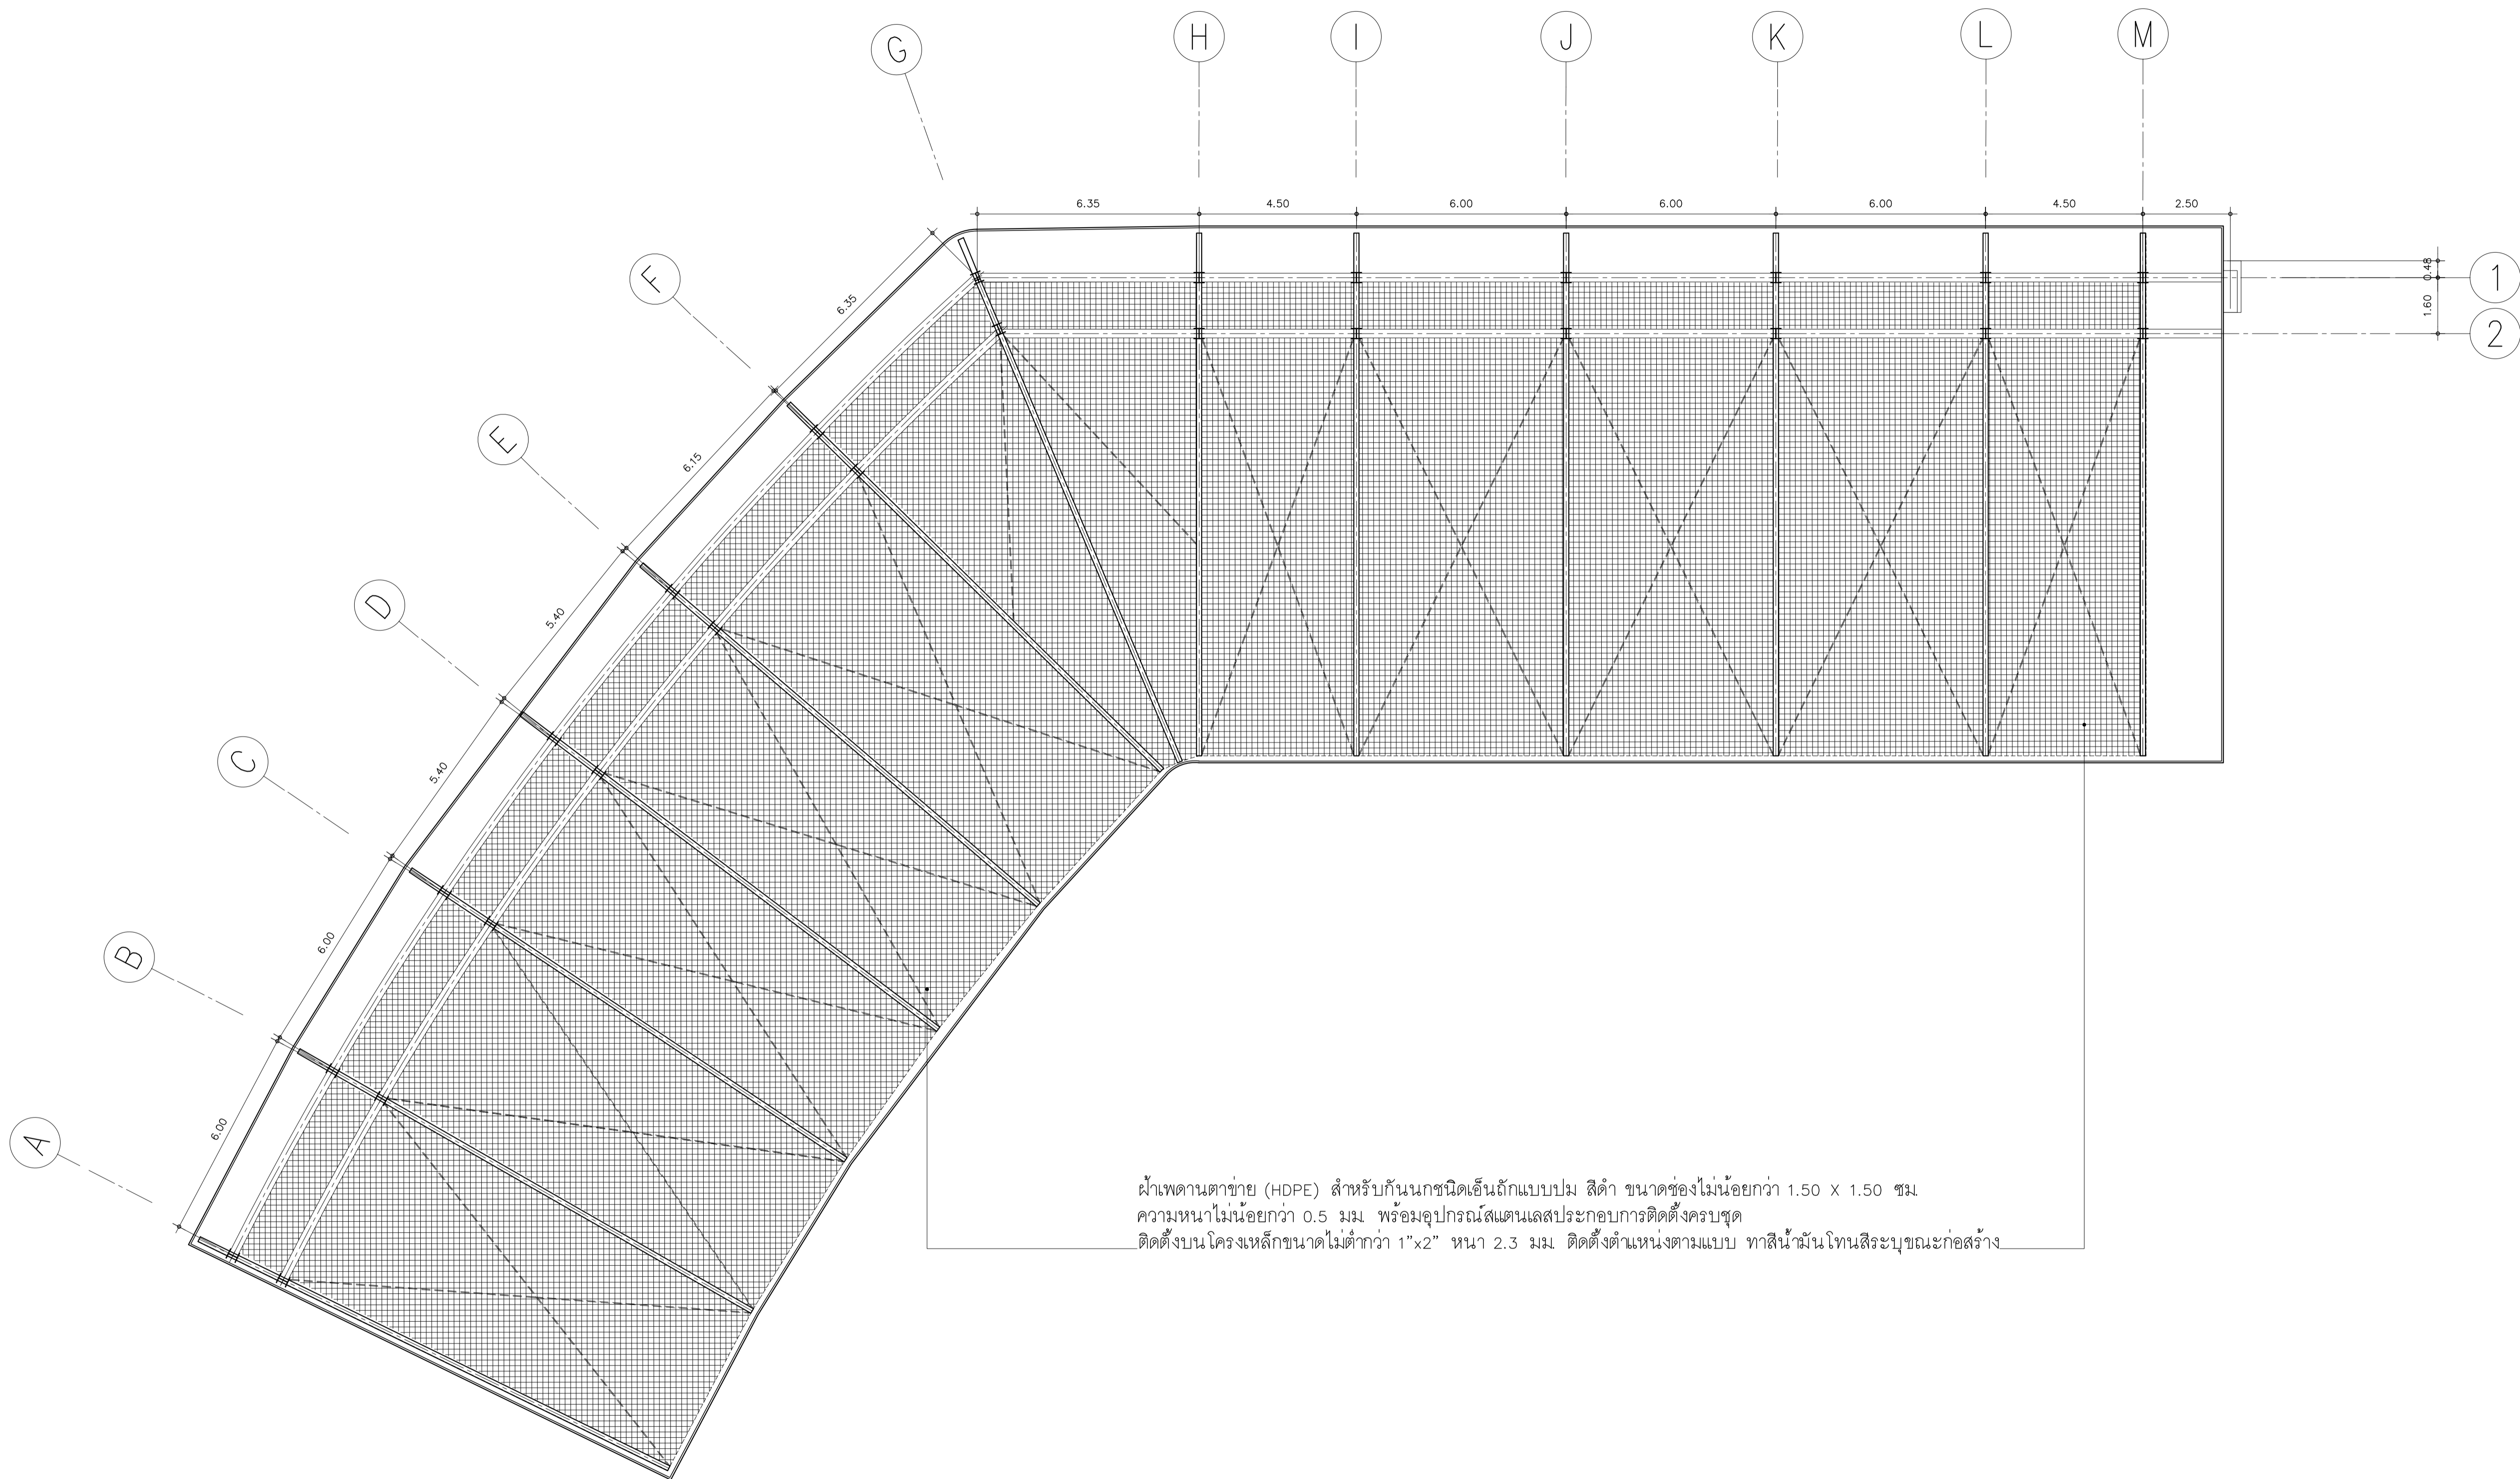 G
H
I
J
K
L
M
6.35
4.50
6.00
6.00
6.00
4.50
2.50
F
0.48
1
1.60
2
6.35
E
6.15
D
5.40
C
5.40
B
6.00
A
6.00
ฝ้าเพดานตาข่าย (HDPE) สำหรับกันนกชนิดเอ็นถักแบบปม สีดำ ขนาดช่องไม่น้อยกว่า 1.50 X 1.50 ซม.
ความหนาไม่น้อยกว่า 0.5 มม. พร้อมอุปกรณ์สแตนเลสประกอบการติดตั้งครบชุด
ติดตั้งบนโครงเหล็กขนาดไม่ต่ำกว่า 1”x2” หนา 2.3 มม. ติดตั้งตำแหน่งตามแบบ ทาสีน้ำมันโทนสีระบุขณะก่อสร้าง